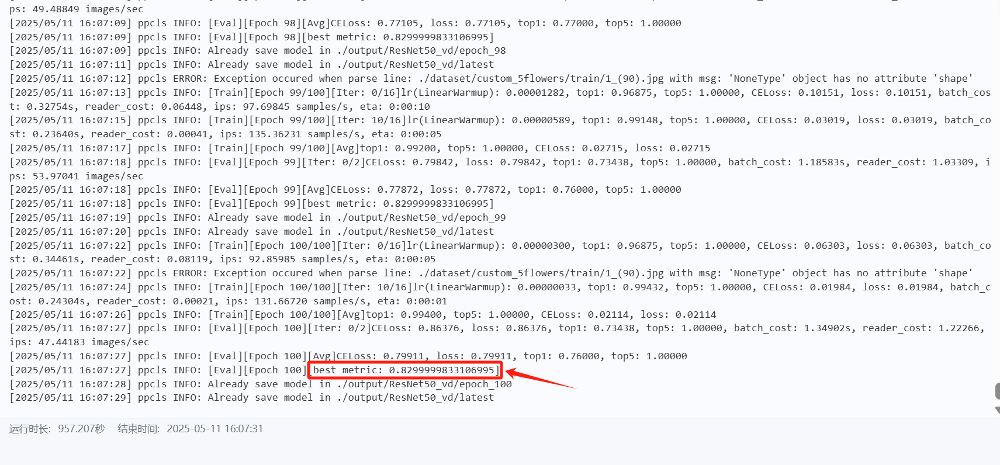 ps: 49.48849 images/sec
[2025/05/11 16:07:09] ppcls INFO: [Eval][Epoch 98][Avg]CELoss: 0.77105, loss: 0.77105, top1: 0.77000, top5: 1.00000
[2025/05/11 16:07:09] ppcls INFO: [Eval][Epoch 98][best metric: 0.8299999833106995]
[2025/05/11 16:07:09] ppcls INFO: Already save model in ./output/ResNet50_vd/epoch_98
[2025/05/11 16:07:11] ppcls INFO: Already save model in ./output/ResNet50_vd/latest
[2025/05/11 16:07:12] ppcls ERROR: Exception occured when parse line: ./dataset/custom_5flowers/train/1_(90).jpg with msg: 'NoneType' object has no attribute 'shape'
[2025/05/11 16:07:13] ppcls INFO: [Train][Epoch 99/100][Iter: 0/16]lr(LinearWarmup): 0.00001282, top1: 0.96875, top5: 1.00000, CELoss: 0.10151, loss: 0.10151, batch_cos
t: 0.32754s, reader_cost: 0.06448, ips: 97.69845 samples/s, eta: 0:00:10
[2025/05/11 16:07:15] ppcls INFO: [Train][Epoch 99/100][Iter: 10/16]lr(LinearWarmup): 0.00000589, top1: 0.99148, top5: 1.00000, CELoss: 0.03019, loss: 0.03019, batch_co
st: 0.23640s, reader_cost: 0.00041, ips: 135.36231 samples/s, eta: 0:00:05
[2025/05/11 16:07:17] ppcls INFO: [Train][Epoch 99/100][Avg]top1: 0.99200, top5: 1.00000, CELoss: 0.02715, loss: 0.02715
[2025/05/11 16:07:18] ppcls INFO: [Eval][Epoch 99][Iter: 0/2]CELoss: 0.79842, loss: 0.79842, top1: 0.73438, top5: 1.00000, batch_cost: 1.18583s, reader_cost: 1.03309, i
ps: 53.97041 images/sec
[2025/05/11 16:07:18] ppcls INFO: [Eval][Epoch 99][Avg]CELoss: 0.77872, loss: 0.77872, top1: 0.76000, top5: 1.00000
[2025/05/11 16:07:18] ppcls INFO: [Eval][Epoch 99][best metric: 0.8299999833106995]
[2025/05/11 16:07:19] ppcls INFO: Already save model in ./output/ResNet50_vd/epoch_99
[2025/05/11 16:07:20] ppcls INFO: Already save model in ./output/ResNet50_vd/latest
[2025/05/11 16:07:22] ppcls INFO: [Train][Epoch 100/100][Iter: 0/16]lr(LinearWarmup): 0.00000300, top1: 0.96875, top5: 1.00000, CELoss: 0.06303, loss: 0.06303, batch_co
st: 0.34461s, reader_cost: 0.08119, ips: 92.85985 samples/s, eta: 0:00:05
[2025/05/11 16:07:22] ppcls ERROR: Exception occured when parse line: ./dataset/custom_5flowers/train/1_(90).jpg with msg: 'NoneType' object has no attribute 'shape'
[2025/05/11 16:07:24] ppcls INFO: [Train][Epoch 100/100][Iter: 10/16]lr(LinearWarmup): 0.00000033, top1: 0.99432, top5: 1.00000, CELoss: 0.01984, loss: 0.01984, batch_c
ost: 0.24304s, reader_cost: 0.00021, ips: 131.66720 samples/s, eta: 0:00:01
[2025/05/11 16:07:26] ppcls INFO: [Train][Epoch 100/100][Avg]top1: 0.99400, top5: 1.00000, CELoss: 0.02114, loss: 0.02114
[2025/05/11 16:07:27] ppcls INFO: [Eval][Epoch 100][Iter: 0/2]CELoss: 0.86376, loss: 0.86376, top1: 0.73438, top5: 1.00000, batch_cost: 1.34902s, reader_cost: 1.22266,
ips: 47.44183 images/sec
[2025/05/11 16:07:27] ppcls INFO: [Eval][Epoch 100][Avg]CELoss: 0.79911, loss: 0.79911, top1: 0.76000, top5: 1.00000
[2025/05/11 16:07:27] ppcls INFO: [Eval][Epoch 100][best metric: 0.8299999833106995]
[2025/05/11 16:07:28] ppcls INFO: Already save model in ./output/ResNet50_vd/epoch_100
[2025/05/11 16:07:29] ppcls INFO: Already save model in ./output/ResNet50_vd/latest
运行时长: 957.207秒 结束时间: 2025-05-11 16:07:31